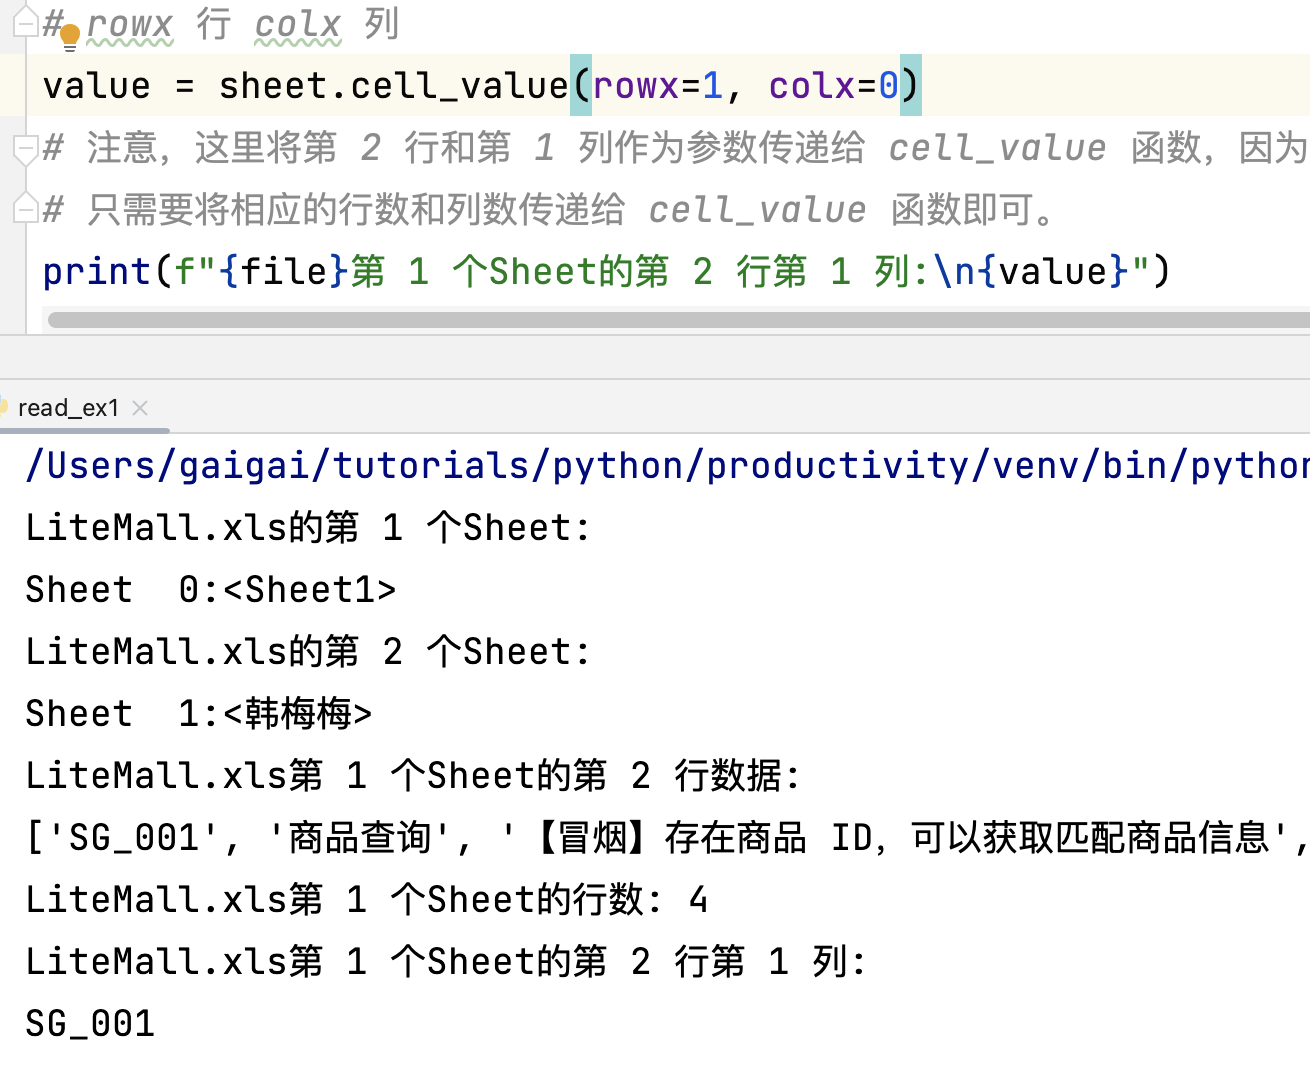 # rowx 行 colx 列
value = sheet.cell_value(rowx=1, colx=0)
# 注意，这里将第 2 行和第 1 列作为参数传递给 cell_value 函数，因为
# 只需要将相应的行数和列数传递给 cell_value 函数即可。
print(f"{file}第 1 个Sheet的第 2 行第 1 列:\n{value}")
read_ex1
/Users/gaigai/tutorials/python/productivity/venv/bin/python
LiteMall.xls的第 1 个Sheet:
Sheet  0:<Sheet1>
LiteMall.xls的第 2 个Sheet:
Sheet  1:<韩梅梅>
LiteMall.xls第 1 个Sheet的第 2 行数据:
['SG_001', '商品查询', '【冒烟】存在商品 ID，可以获取匹配商品信息',
LiteMall.xls第 1 个Sheet的行数: 4
LiteMall.xls第 1 个Sheet的第 2 行第 1 列:
SG_001